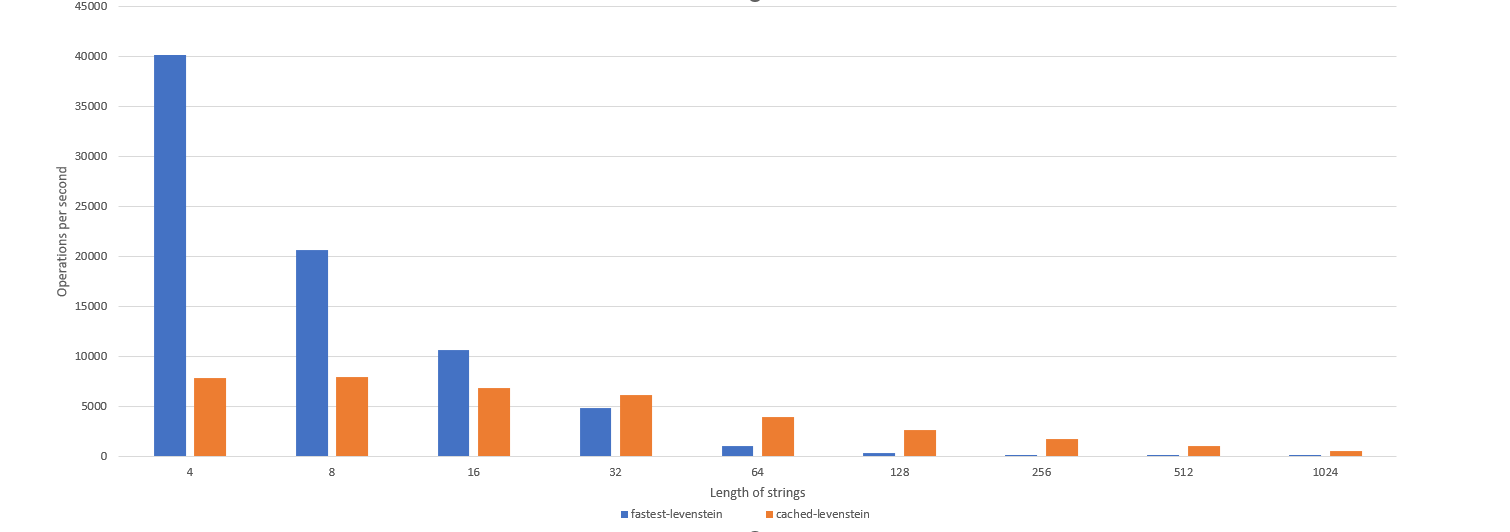 45000
40000
35000
30000
25000
20000
15000
10000
5000
0
Operations per second
4 8 16 32 64 128 256 512 1024
Length of strings
fastest-levenstein cached-levenstein